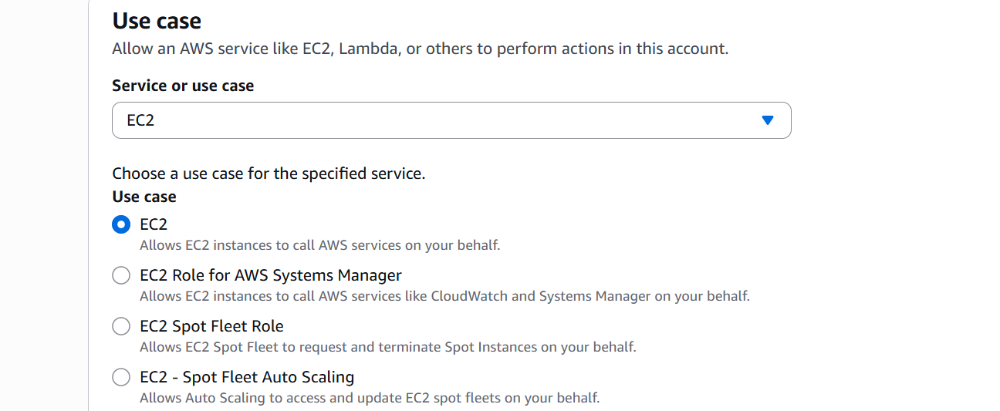 Use case
Allow an AWS service like EC2, Lambda, or others to perform actions in this account.
Service or use case
EC2
Choose a use case for the specified service.
Use case
EC2
Allows EC2 instances to call AWS services on your behalf.
EC2 Role for AWS Systems Manager
Allows EC2 instances to call AWS services like CloudWatch and Systems Manager on your behalf.
EC2 Spot Fleet Role
Allows EC2 Spot Fleet to request and terminate Spot Instances on your behalf.
EC2 - Spot Fleet Auto Scaling
Allows Auto Scaling to access and update EC2 spot fleets on your behalf.